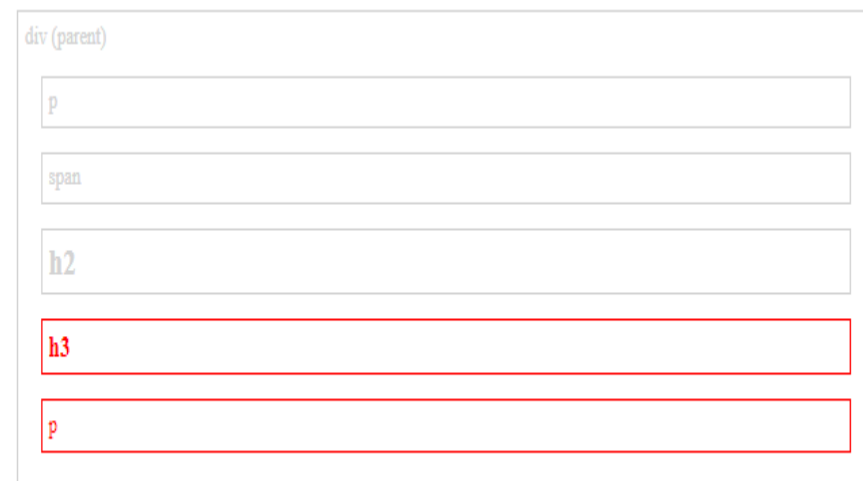 div (parent)
p
span
h2
h3
p